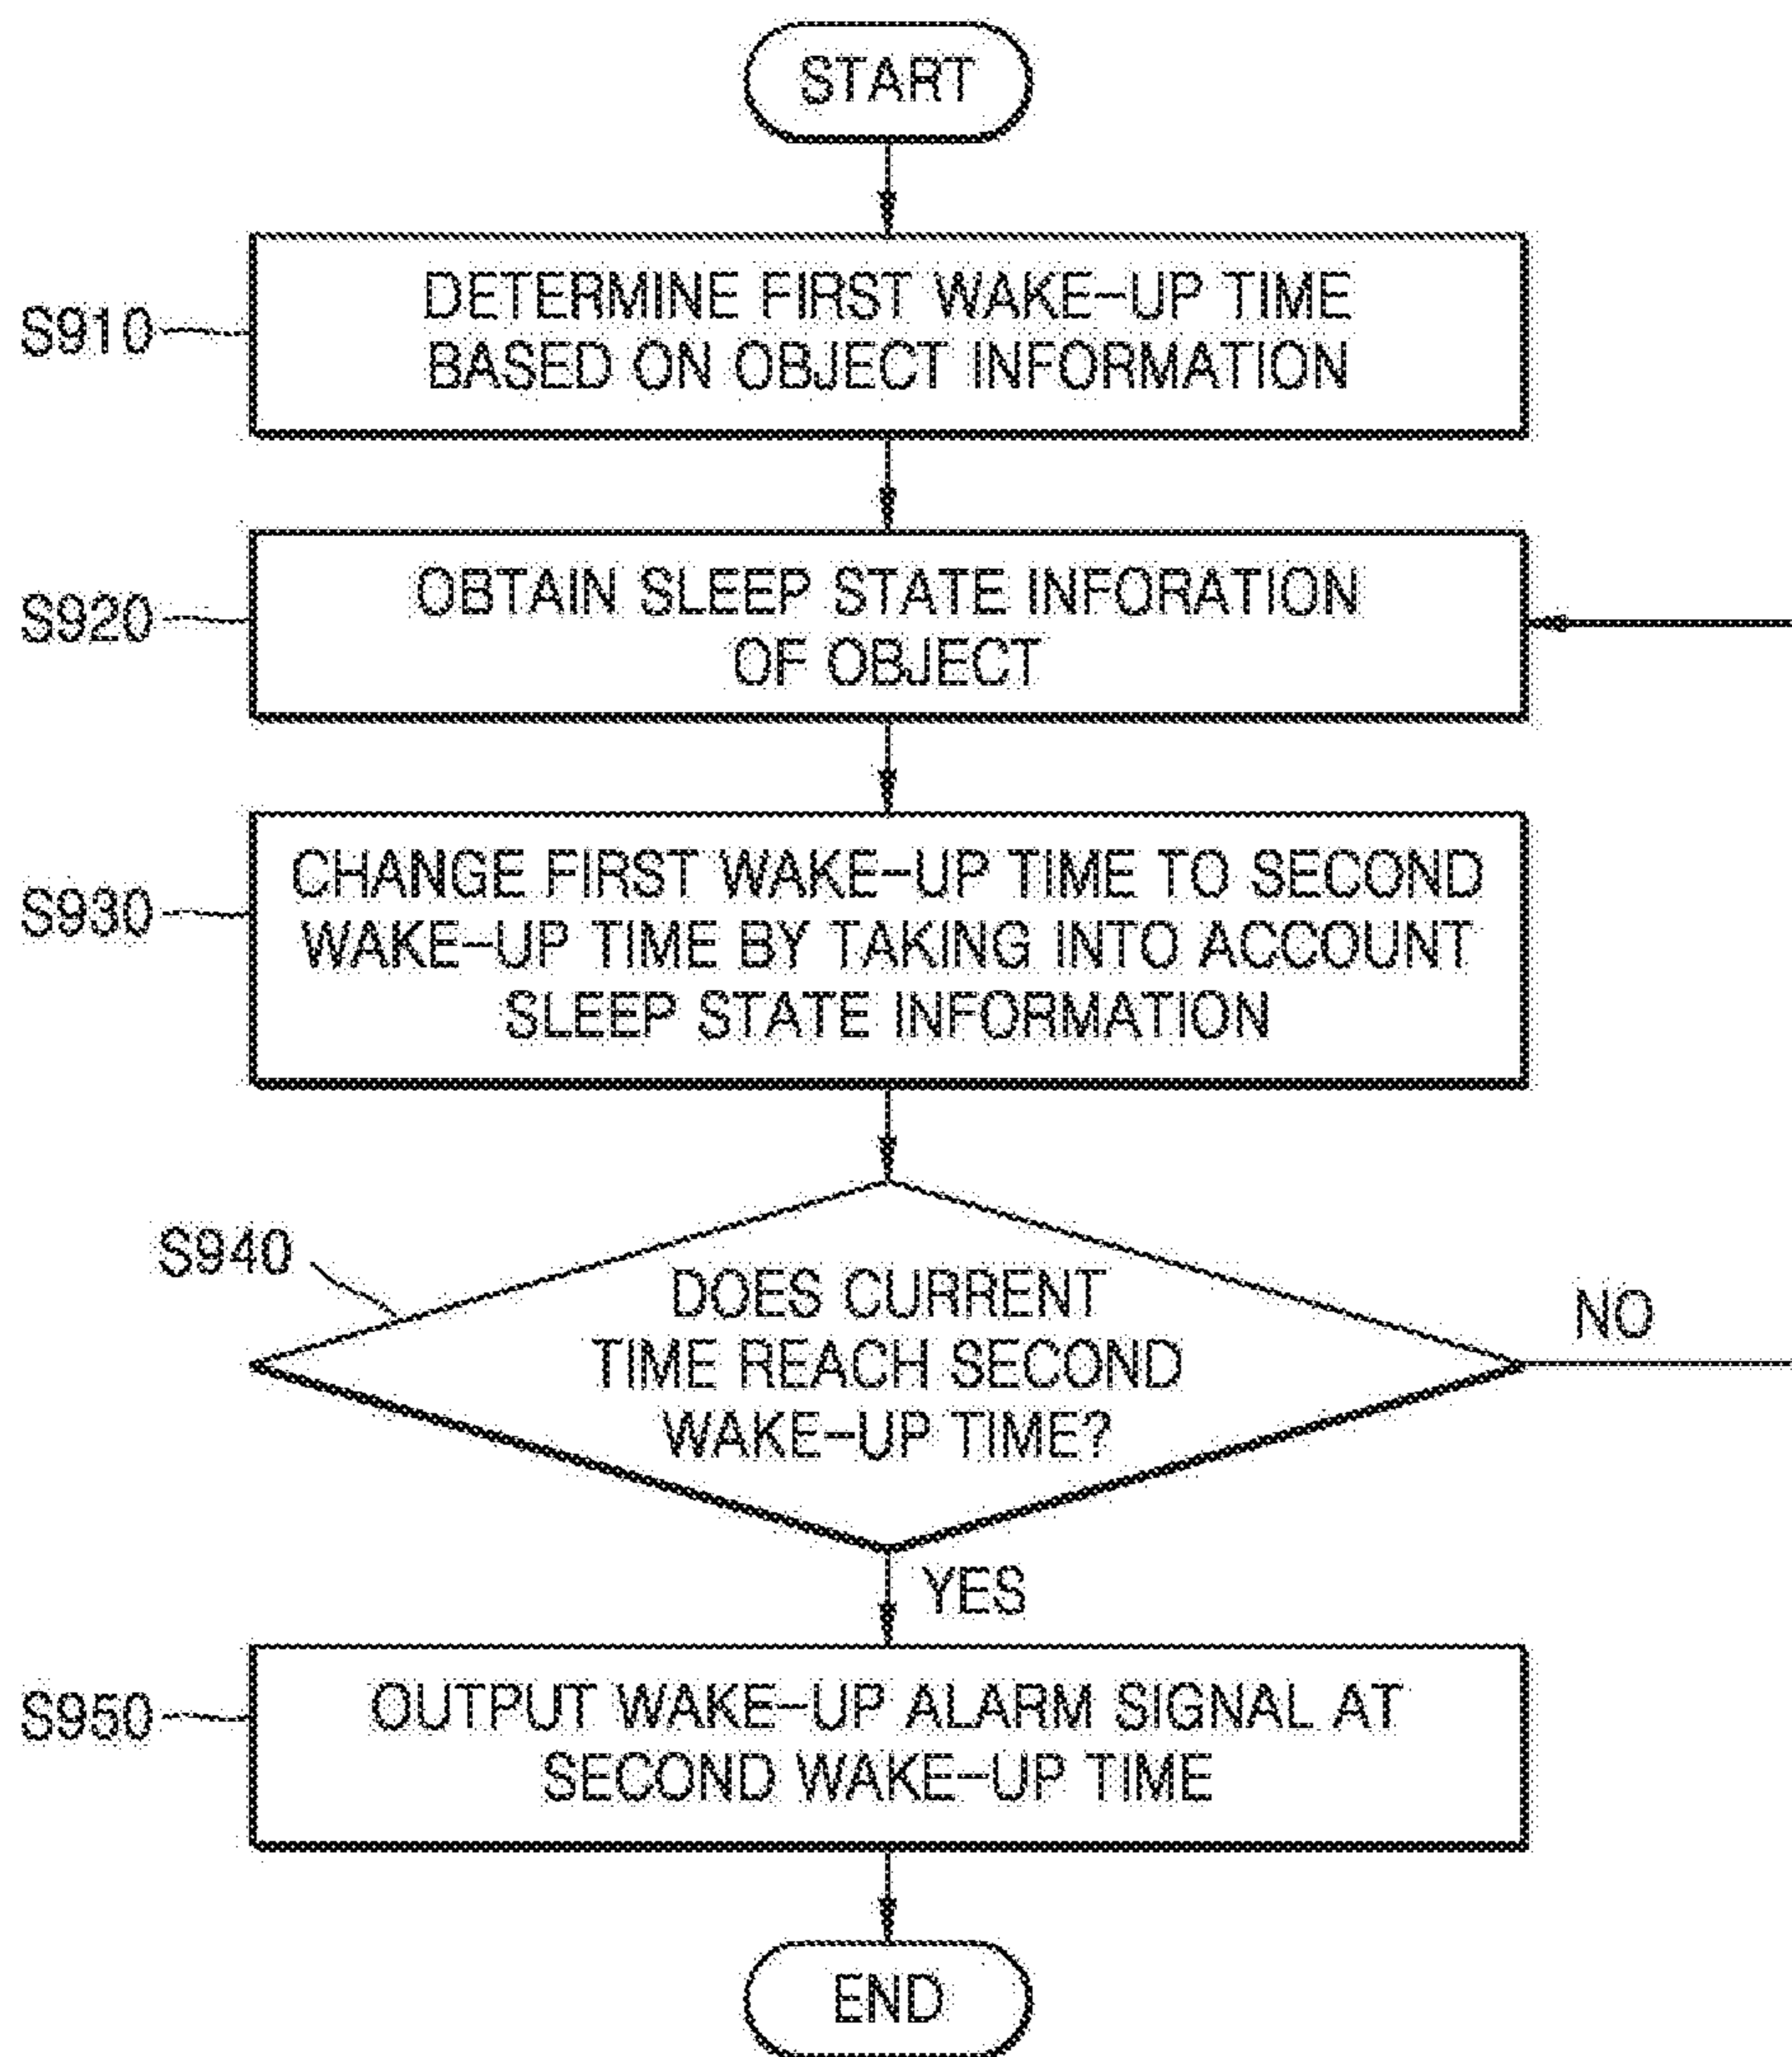 START
S910
DETERMINE FIRST WAKE-UP TIME
BASED ON OBJECT INFORMATION
S920
OBTAIN SLEEP STATE INFORATION
OF OBJECT
S930
CHANGE FIRST WAKE-UP TIME TO SECOND
WAKE-UP TIME BY TAKING INTO ACCOUNT
SLEEP STATE INFORMATION
S940
DOES CURRENT
TIME REACH SECOND
WAKE-UP TIME?
NO
YES
S950
OUTPUT WAKE-UP ALARM SIGNAL AT
SECOND WAKE-UP TIME
END